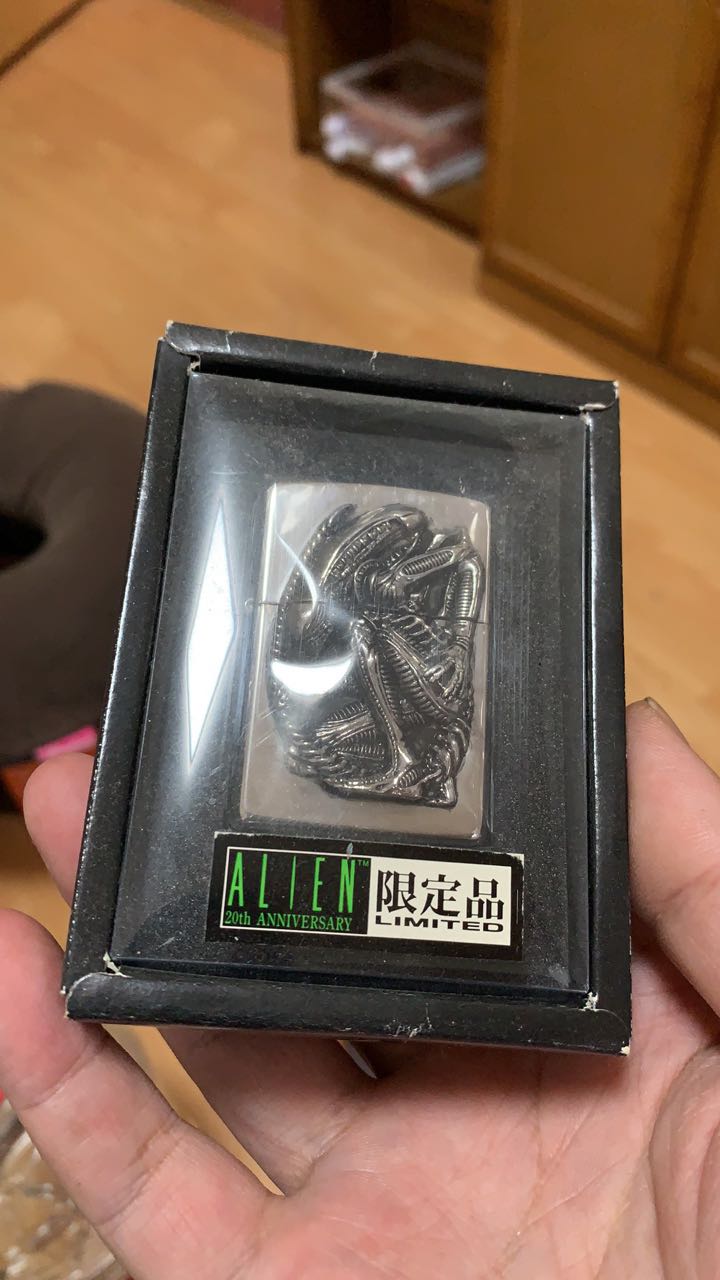 ALIEN™
20th ANNIVERSARY
限定品
LIMITED